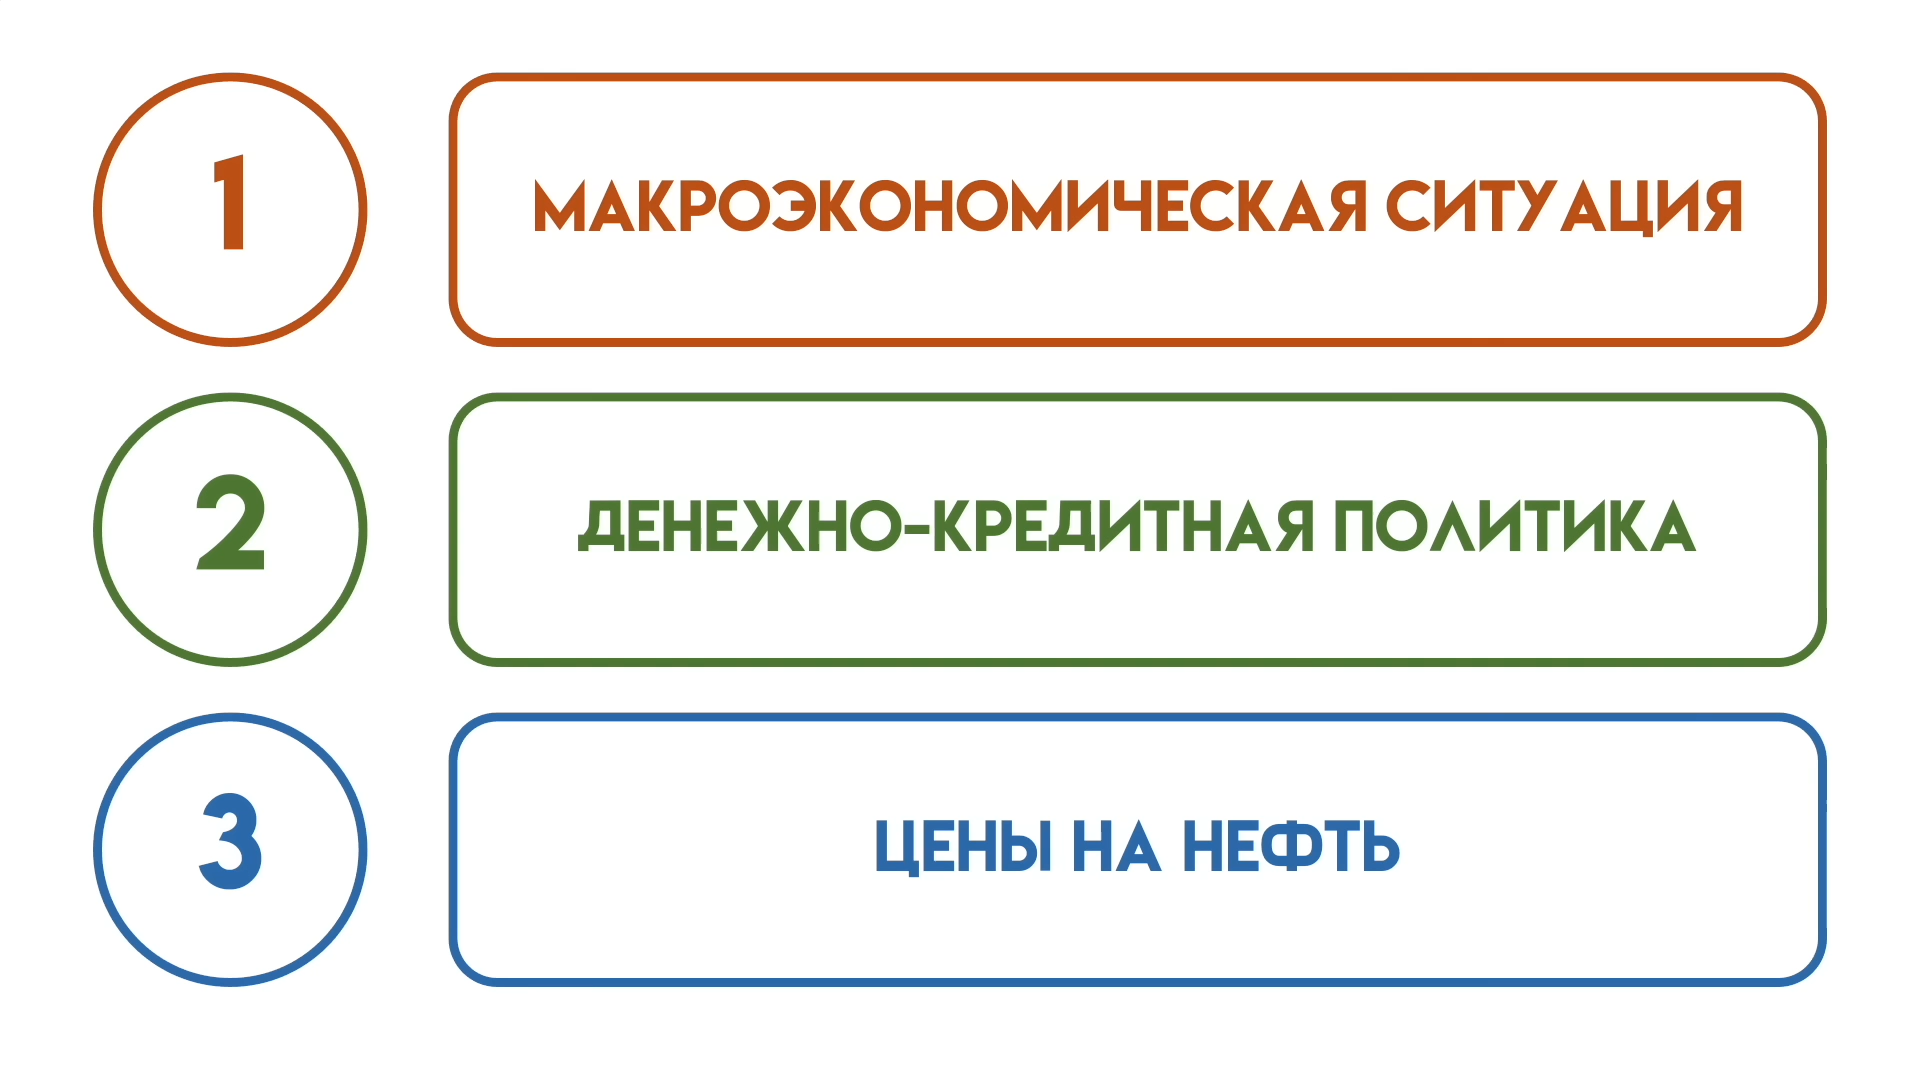 1
МАКРОЭКОНОМИЧЕСКАЯ СИТУАЦИЯ
2
ДЕНЕЖНО-КРЕДИТНАЯ ПОЛИТИКА
3
ЦЕНЫ НА НЕФТЬ